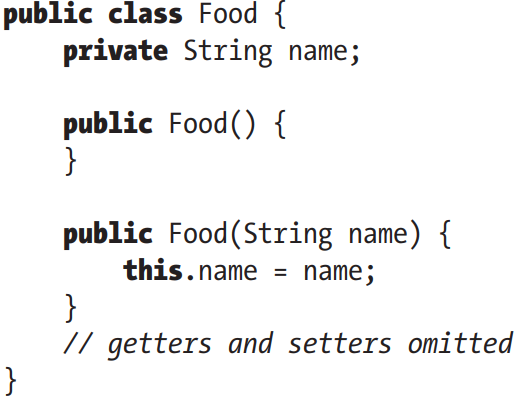 public class Food {
    private String name;

    public Food() {
    }

    public Food(String name) {
        this.name = name;
    }
    // getters and setters omitted
}